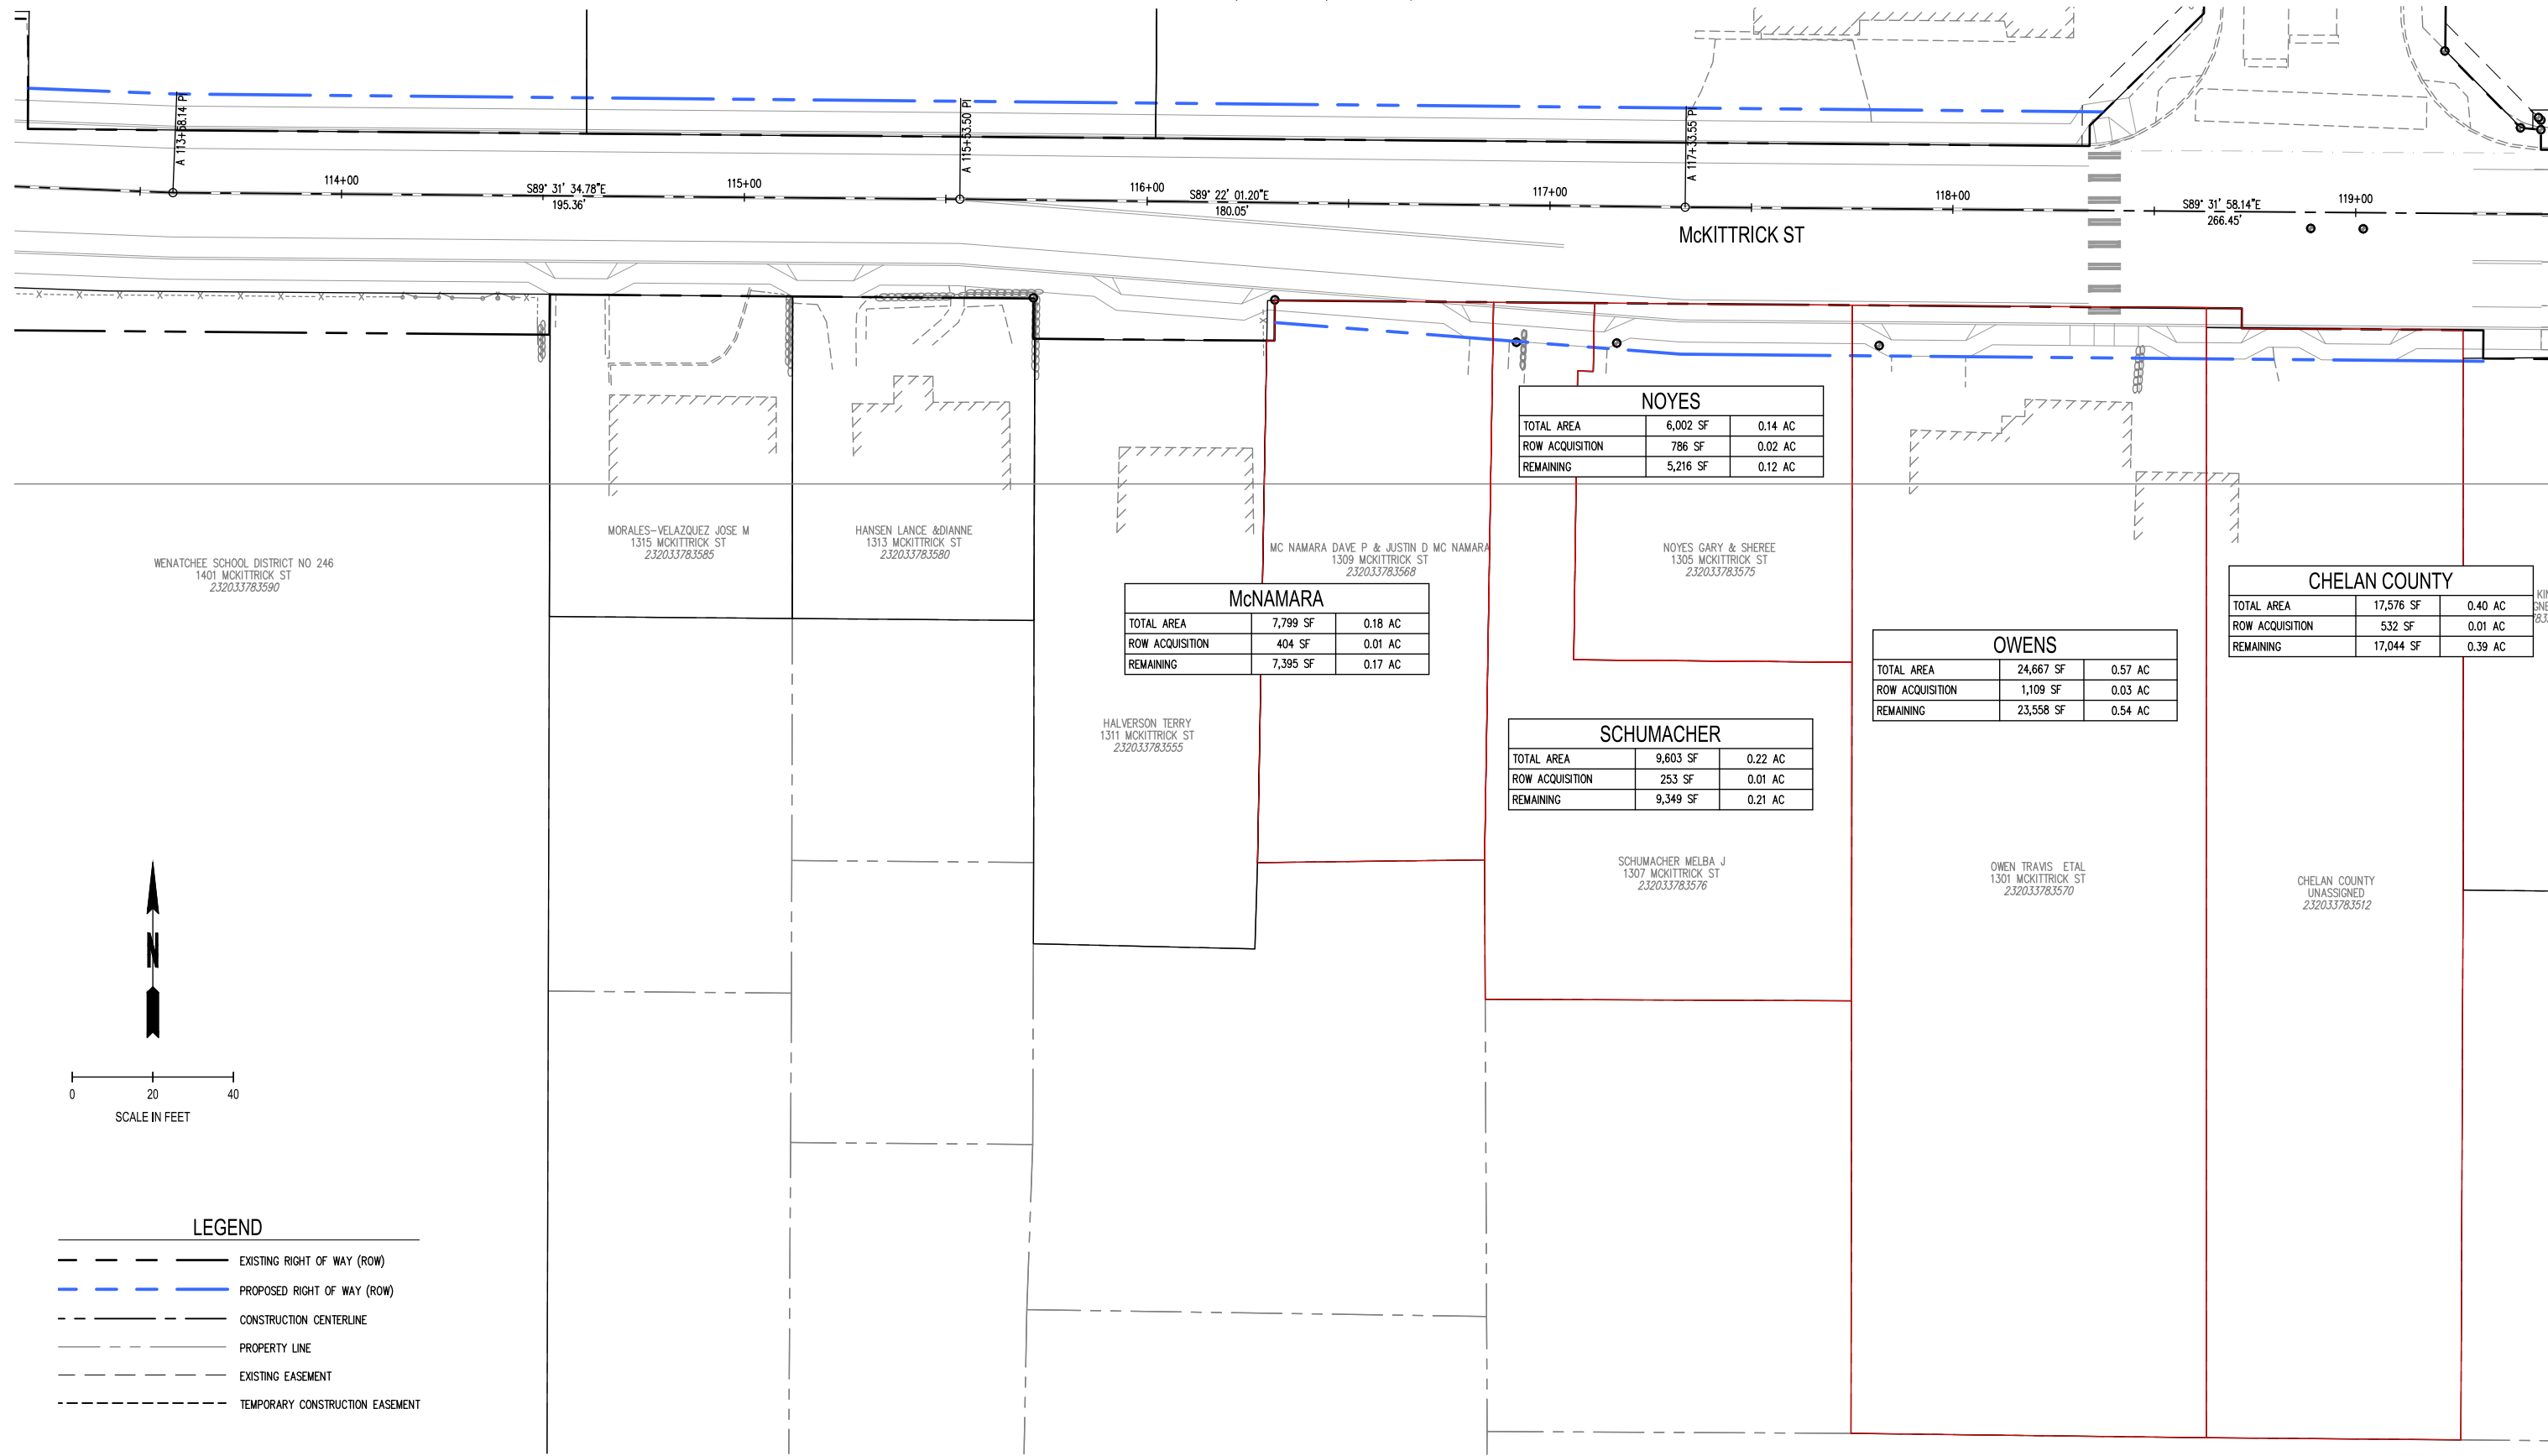 A 113+58.14 PI
A 115+53.50 PI
A 117+33.55 PI
114+00
S89° 31' 34.78"E
195.36'
115+00
116+00
S89° 22' 01.20"E
180.05'
117+00
118+00
S89° 31' 58.14"E
266.45'
119+00
McKITTRICK ST
NOYES
TOTAL AREA 6,002 SF 0.14 AC
ROW ACQUISITION 786 SF 0.02 AC
REMAINING 5,216 SF 0.12 AC
WENATCHEE SCHOOL DISTRICT NO 246
1401 MCKITTRICK ST
232033783590
MORALES-VELAZQUEZ JOSE M
1315 MCKITTRICK ST
232033783585
HANSEN LANCE &DIANNE
1313 MCKITTRICK ST
232033783580
MC NAMARA DAVE P & JUSTIN D MC NAMARA
1309 MCKITTRICK ST
232033783568
NOYES GARY & SHEREE
1305 MCKITTRICK ST
232033783575
McNAMARA
TOTAL AREA 7,799 SF 0.18 AC
ROW ACQUISITION 404 SF 0.01 AC
REMAINING 7,395 SF 0.17 AC
CHELAN COUNTY
TOTAL AREA 17,576 SF 0.40 AC
ROW ACQUISITION 532 SF 0.01 AC
REMAINING 17,044 SF 0.39 AC
OWENS
TOTAL AREA 24,667 SF 0.57 AC
ROW ACQUISITION 1,109 SF 0.03 AC
REMAINING 23,558 SF 0.54 AC
HALVERSON TERRY
1311 MCKITTRICK ST
232033783555
SCHUMACHER
TOTAL AREA 9,603 SF 0.22 AC
ROW ACQUISITION 253 SF 0.01 AC
REMAINING 9,349 SF 0.21 AC
SCHUMACHER MELBA J
1307 MCKITTRICK ST
232033783576
OWEN TRAVIS ETAL
1301 MCKITTRICK ST
232033783570
CHELAN COUNTY
UNASSIGNED
232033783512
N
0 20 40
SCALE IN FEET
LEGEND
EXISTING RIGHT OF WAY (ROW)
PROPOSED RIGHT OF WAY (ROW)
CONSTRUCTION CENTERLINE
PROPERTY LINE
EXISTING EASEMENT
TEMPORARY CONSTRUCTION EASEMENT